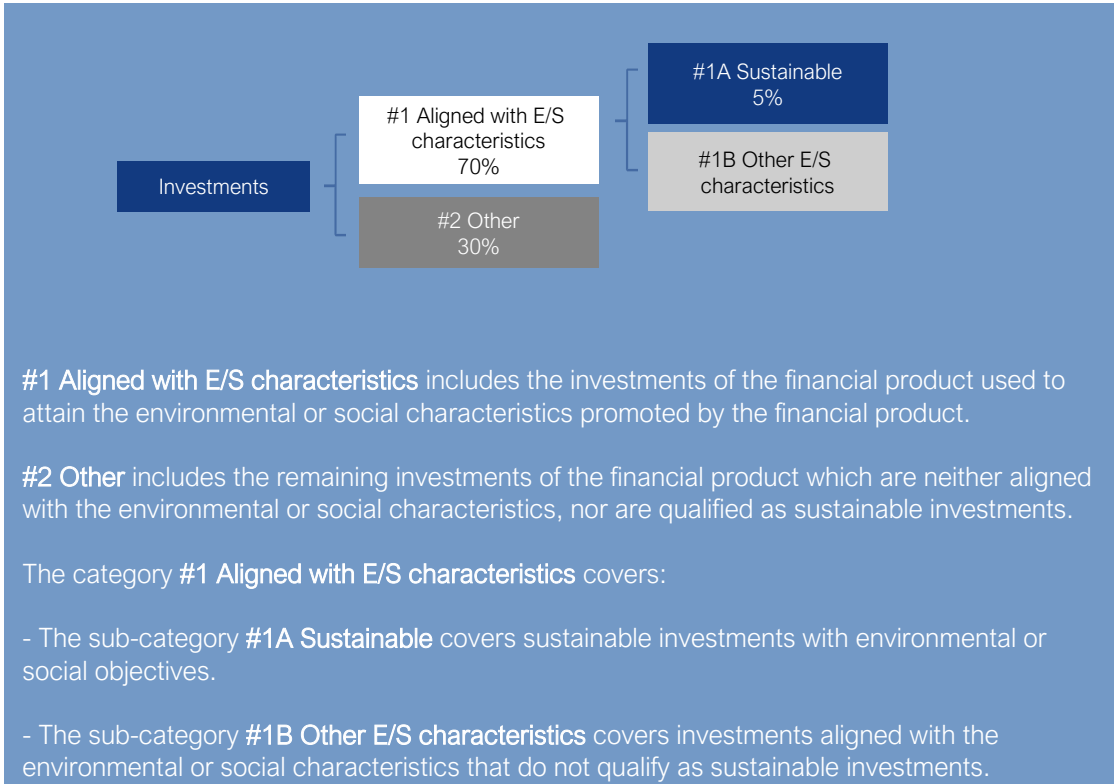 #1A Sustainable
5%
#1 Aligned with E/S
characteristics
70%
#1B Other E/S
characteristics
Investments
#2 Other
30%
#1 Aligned with E/S characteristics includes the investments of the financial product used to
attain the environmental or social characteristics promoted by the financial product.
#2 Other includes the remaining investments of the financial product which are neither aligned
with the environmental or social characteristics, nor are qualified as sustainable investments.
The category #1 Aligned with E/S characteristics covers:
- The sub-category #1A Sustainable covers sustainable investments with environmental or
social objectives.
- The sub-category #1B Other E/S characteristics covers investments aligned with the
environmental or social characteristics that do not qualify as sustainable investments.